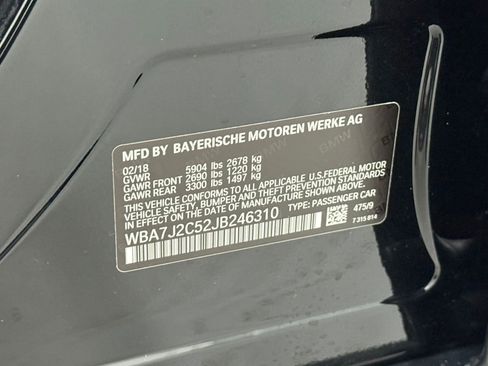 MFD BY BAYERISCHE MOTOREN WERKE AG
02/18
GVWR 5904 lbs 2678 kg
GAWR FRONT 2690 lbs 1220 kg
GAWR REAR 3300 lbs 1497 kg
THIS VEHICLE CONFORMS TO ALL APPLICABLE U.S. FEDERAL MOTOR
VEHICLE SAFETY, BUMPER AND THEFT PREVENTION STANDARDS
IN EFFECT ON THE DATE OF MANUFACTURE SHOWN ABOVE.
WBA7J2C52JB246310 TYPE: PASSENGER CAR
475/9
7 315 814
BMW